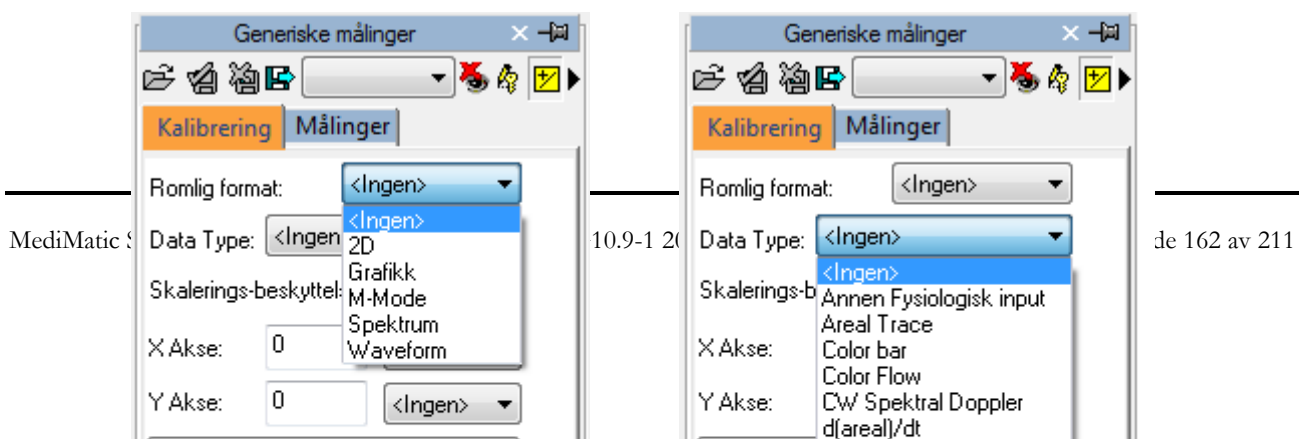 Generiske målinger
Kalibrering Målinger
Romlig format: <Ingen>
<Ingen>
2D
Grafikk
M-Mode
Spektrum
Waveform
Data Type: <Ingen
Skalerings-beskyttel
X Akse: 0
Y Akse: 0 <Ingen>
Generiske målinger
Kalibrering Målinger
Romlig format: <Ingen>
Data Type: <Ingen>
<Ingen>
Annen Fysiologisk input
Areal Trace
Color bar
Color Flow
CW Spektral Doppler
d(areal)/dt
Skalerings-b
X Akse:
Y Akse:
MediMatic 10.9-1 20 de 162 av 211